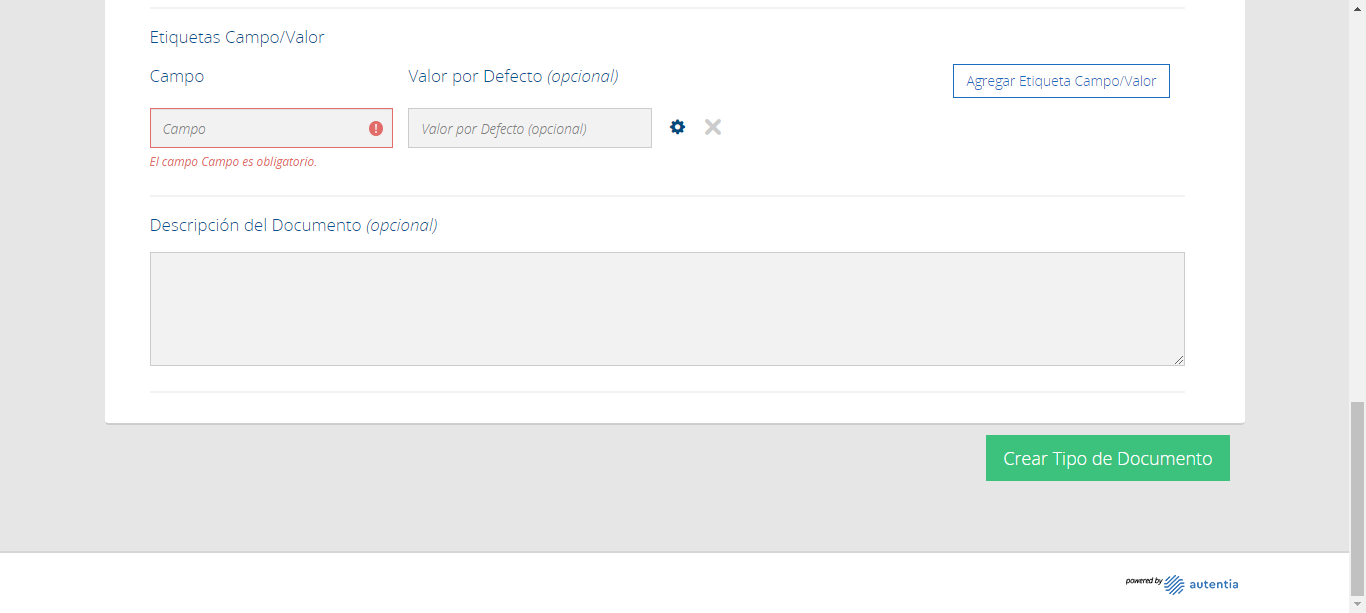 Etiquetas Campo/Valor
Campo
Valor por Defecto (opcional)
Agregar Etiqueta Campo/Valor
Campo
Valor por Defecto (opcional)
El campo Campo es obligatorio.
Descripción del Documento (opcional)
Crear Tipo de Documento
powered by autentia